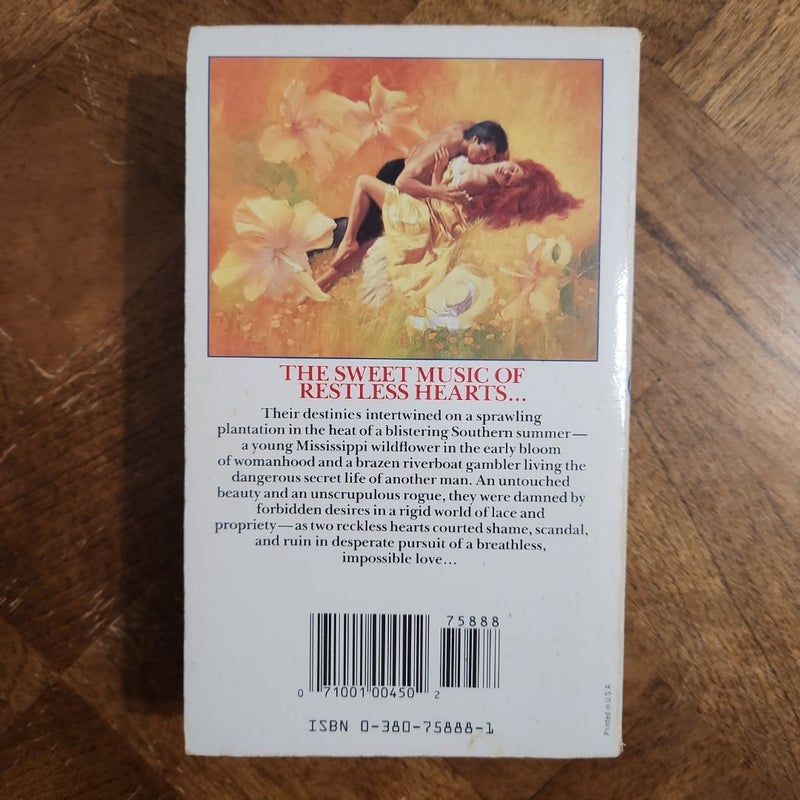 THE SWEET MUSIC OF
RESTLESS HEARTS...
Their destinies intertwined on a sprawling
plantation in the heat of a blistering Southern summer—
a young Mississippi wildflower in the early bloom
of womanhood and a brazen riverboat gambler living the
dangerous secret life of another man. An untouched
beauty and an unscrupulous rogue, they were damned by
forbidden desires in a rigid world of lace and
propriety—as two reckless hearts courted shame, scandal,
and ruin in desperate pursuit of a breathless,
impossible love...
75888
0 71001 00450 2
ISBN 0-380-75888-1
Printed in U.S.A.